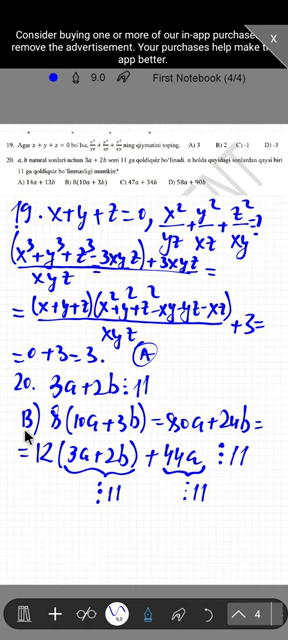 Consider buying one or more of our in-app purchases
remove the advertisement. Your purchases help make t
app better.
x
9.0 First Notebook (4/4)
19. Agar x + y + z = 0 bo'lsa, x²/yz + y²/xz + z²/xy ning qiymatini toping. A) 3 B) 2 C) -1 D) -3
20. a, b natural sonlari uchun 3a + 2b soni 11 ga qoldiqsiz bo'linadi. u holda quyidagi sonlardan qaysi biri
11 ga qoldiqsiz bo'linmasligi mumkin?
A) 14a + 13b B) 8(10a + 3b) C) 47a + 34b D) 58a + 90b
19. x+y+z=0, x²/yz + y²/xz + z²/xy = ?
(x³+y³+z³-3xyz)+3xyz / xyz =
= (x+y+z)(x²+y²+z²-xy-yz-xz) / xyz + 3 =
= 0+3=3. A
20. 3a+2b⋮11
B) 8(10a+3b)=80a+24b=
= 12(3a+2b)+44a ⋮11
⋮11 ⋮11
9,0
4